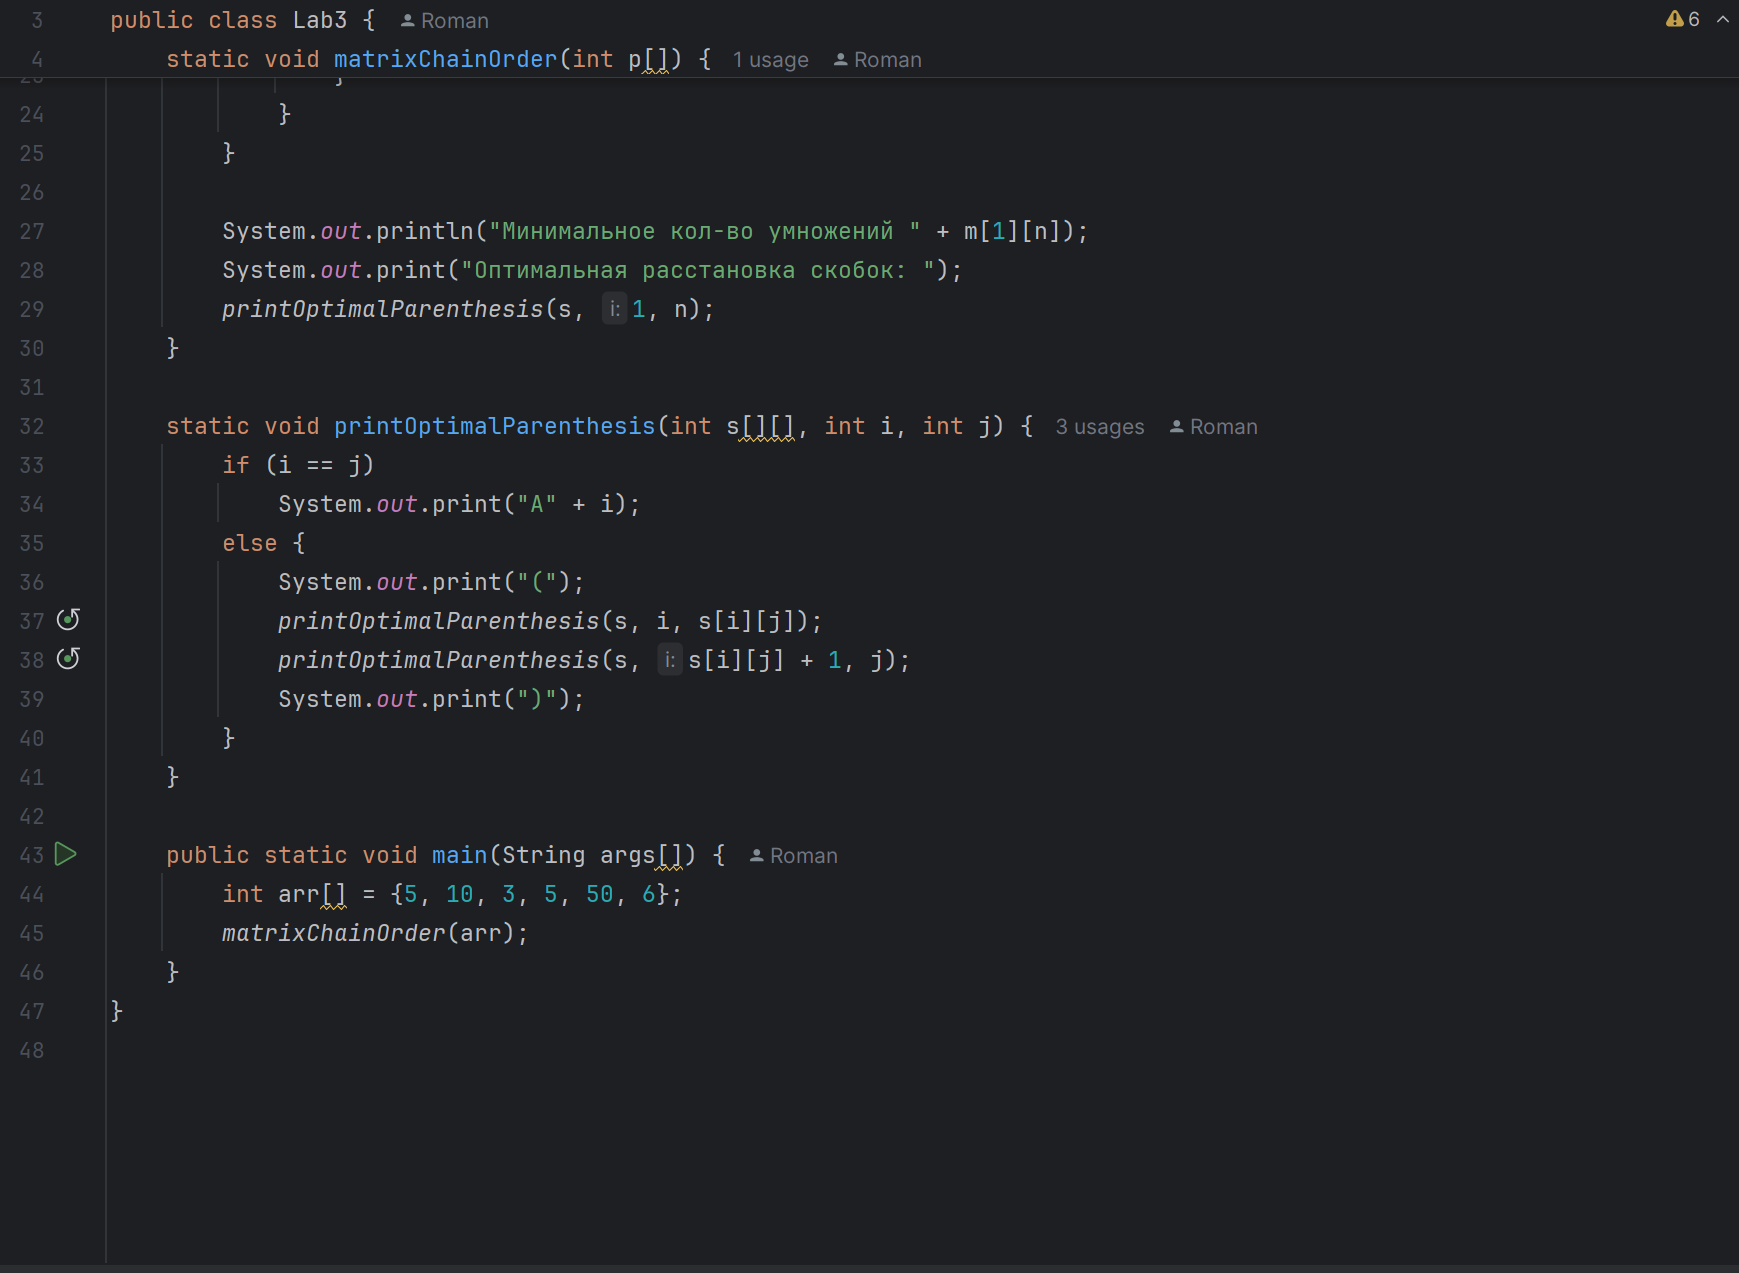 3 public class Lab3 { Roman 6
4 static void matrixChainOrder(int p[]) { 1 usage Roman
24 }
25 }
26
27 System.out.println("Минимальное кол-во умножений " + m[1][n]);
28 System.out.print("Оптимальная расстановка скобок: ");
29 printOptimalParenthesis(s, i: 1, n);
30 }
31
32 static void printOptimalParenthesis(int s[][], int i, int j) { 3 usages Roman
33 if (i == j)
34 System.out.print("A" + i);
35 else {
36 System.out.print("(");
37 printOptimalParenthesis(s, i, s[i][j]);
38 printOptimalParenthesis(s, i: s[i][j] + 1, j);
39 System.out.print(")");
40 }
41 }
42
43 public static void main(String args[]) { Roman
44 int arr[] = {5, 10, 3, 5, 50, 6};
45 matrixChainOrder(arr);
46 }
47 }
48